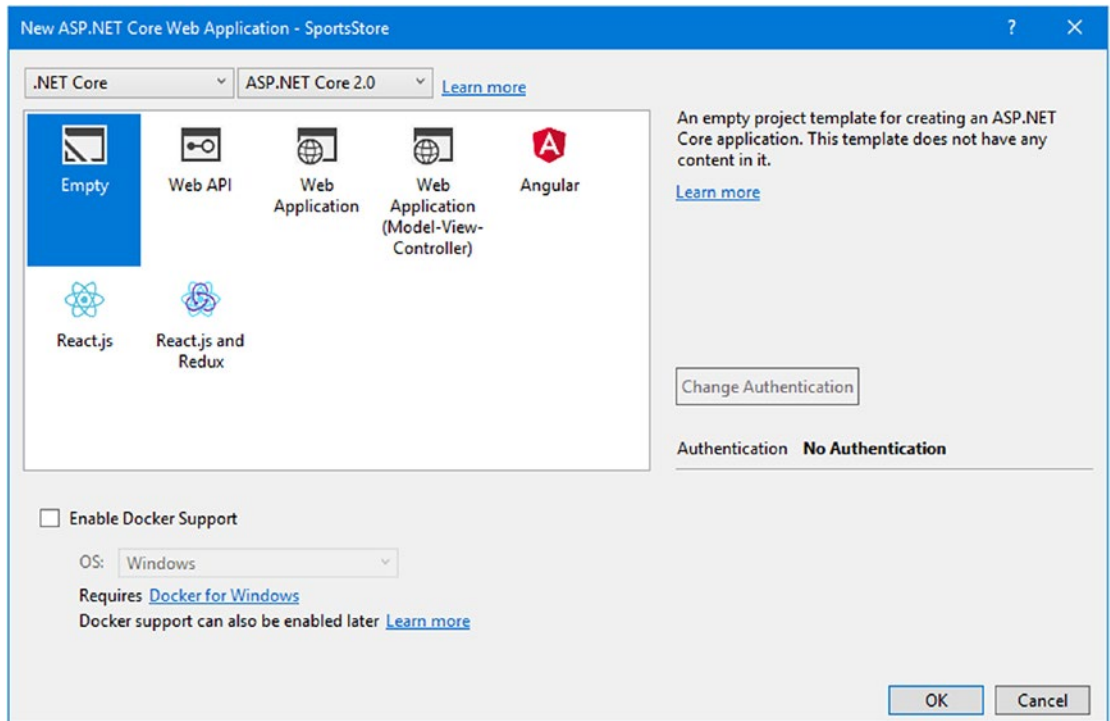 New ASP.NET Core Web Application - SportsStore
? ×
.NET Core
ASP.NET Core 2.0
Learn more
Empty
Web API
Web
Application
Web
Application
(Model-View-
Controller)
Angular
React.js
React.js and
Redux
An empty project template for creating an ASP.NET
Core application. This template does not have any
content in it.
Learn more
Change Authentication
Authentication No Authentication
Enable Docker Support
OS: Windows
Requires Docker for Windows
Docker support can also be enabled later Learn more
OK
Cancel